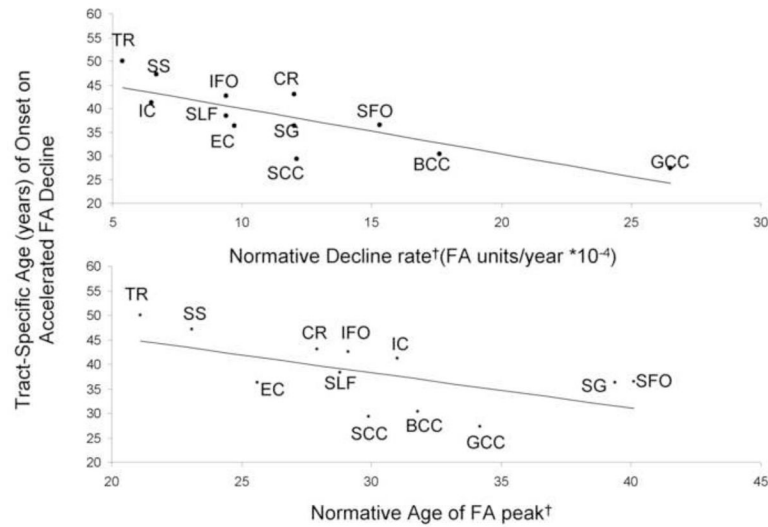 Tract-Specific Age (years) of Onset on
Accelerated FA Decline
60
55
50
45
40
35
30
25
20
TR
SS
IC
IFO
SLF
EC
CR
SG
SCC
SFO
BCC
GCC
5 10 15 20 25 30
Normative Decline rate†(FA units/year *10⁻⁴)
60
55
50
45
40
35
30
25
20
TR
SS
EC
CR
IFO
IC
SLF
SCC
BCC
GCC
SG
SFO
20 25 30 35 40 45
Normative Age of FA peak†